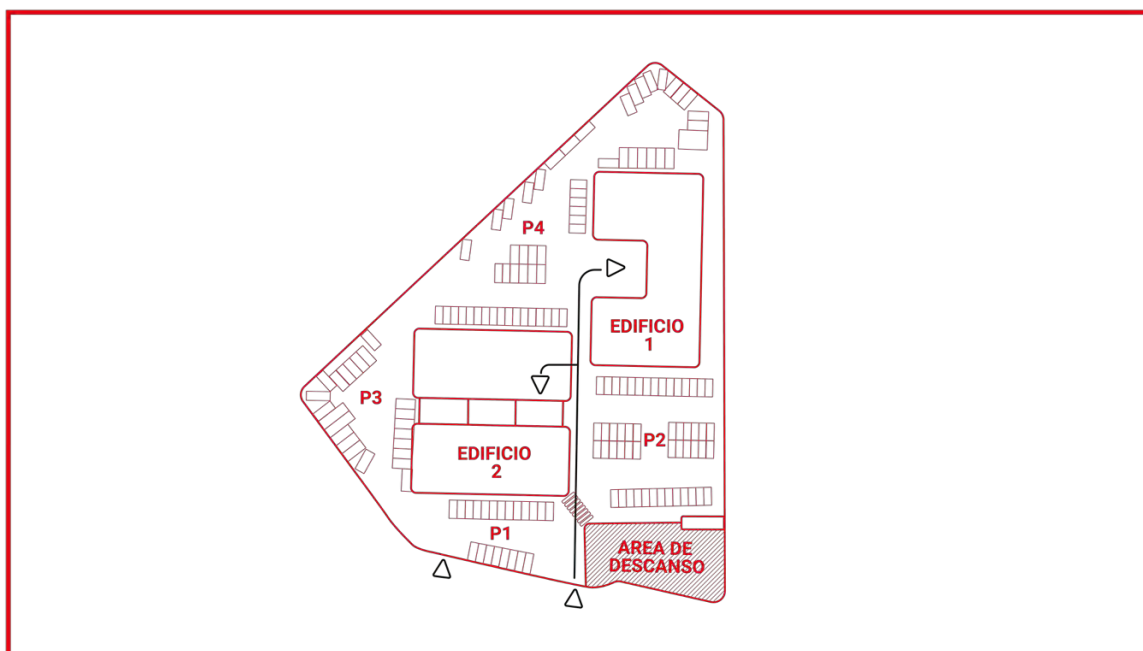 P4
EDIFICIO
1
P3
P2
EDIFICIO
2
P1
AREA DE
DESCANSO